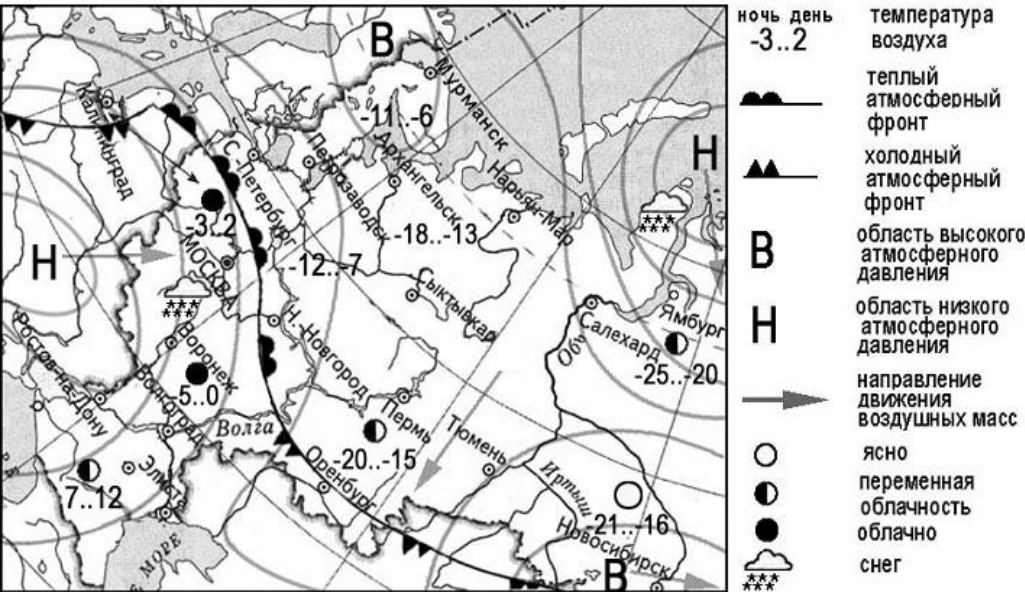 В
Мурманск
-11..-6
Калининград
С.-Петербург
Петрозаводск
Архангельск
Нарьян-Мар
Н
-3..2
-18..-13
Н
МОСКВА
-12..-7
Сыктывкар
Ямбург
Салехард
Обь
-25..-20
Ростов-на-Дону
Воронеж
Н.-Новгород
-5..0
Волгоград
Волга
Пермь
Тюмень
-20..-15
Оренбург
Элиста
7..12
Иртыш
-21..-16
Новосибирск
В
МОРЕ
ночь день
-3..2
температура
воздуха
теплый
атмосферный
фронт
холодный
атмосферный
фронт
В
область высокого
атмосферного
давления
Н
область низкого
атмосферного
давления
направление
движения
воздушных масс
ясно
переменная
облачность
облачно
снег